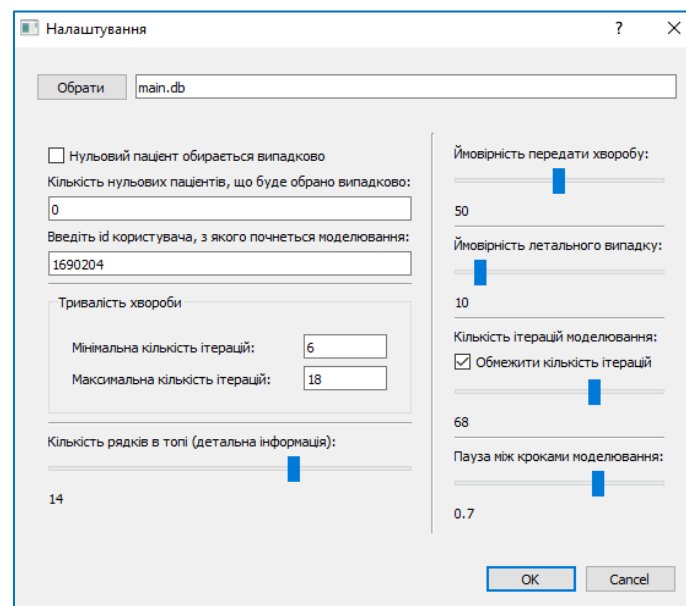 Налаштування
?
Обрати
main.db
Нульовий пацієнт обирається випадково
Кількість нульових пацієнтів, що буде обрано випадково:
0
Введіть id користувача, з якого почнеться моделювання:
1690204
Тривалість хвороби
Мінімальна кількість ітерацій:
6
Максимальна кількість ітерацій:
18
Кількість рядків в топі (детальна інформація):
14
Ймовірність передати хворобу:
50
Ймовірність летального випадку:
10
Кількість ітерацій моделювання:
Обмежити кількість ітерацій
68
Пауза між кроками моделювання:
0.7
OK
Cancel